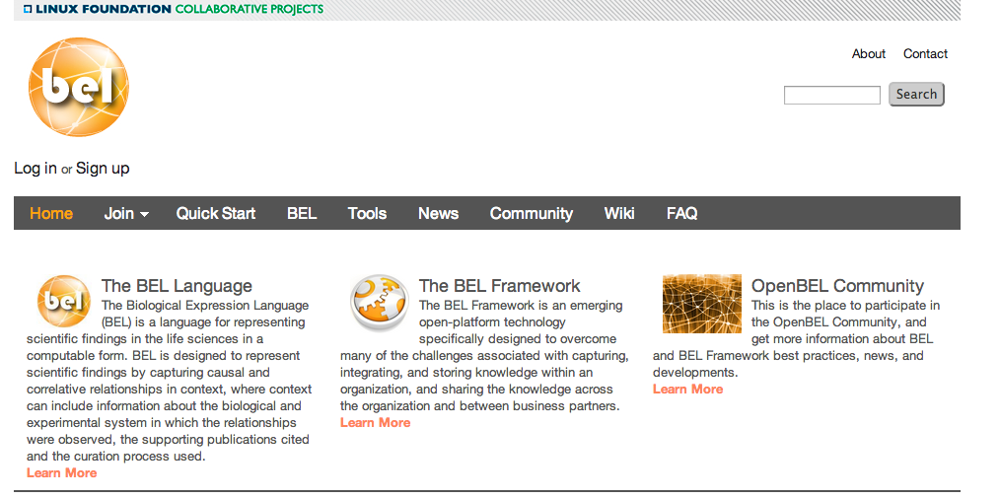 LINUX FOUNDATION COLLABORATIVE PROJECTS
bel
About Contact
Search
Log in or Sign up
Home Join Quick Start BEL Tools News Community Wiki FAQ
bel
The BEL Language
The Biological Expression Language
(BEL) is a language for representing
scientific findings in the life sciences in a
computable form. BEL is designed to represent
scientific findings by capturing causal and
correlative relationships in context, where context
can include information about the biological and
experimental system in which the relationships
were observed, the supporting publications cited
and the curation process used.
Learn More
The BEL Framework
The BEL Framework is an emerging
open-platform technology
specifically designed to overcome
many of the challenges associated with capturing,
integrating, and storing knowledge within an
organization, and sharing the knowledge across
the organization and between business partners.
Learn More
OpenBEL Community
This is the place to participate in
the OpenBEL Community, and
get more information about BEL
and BEL Framework best practices, news, and
developments.
Learn More